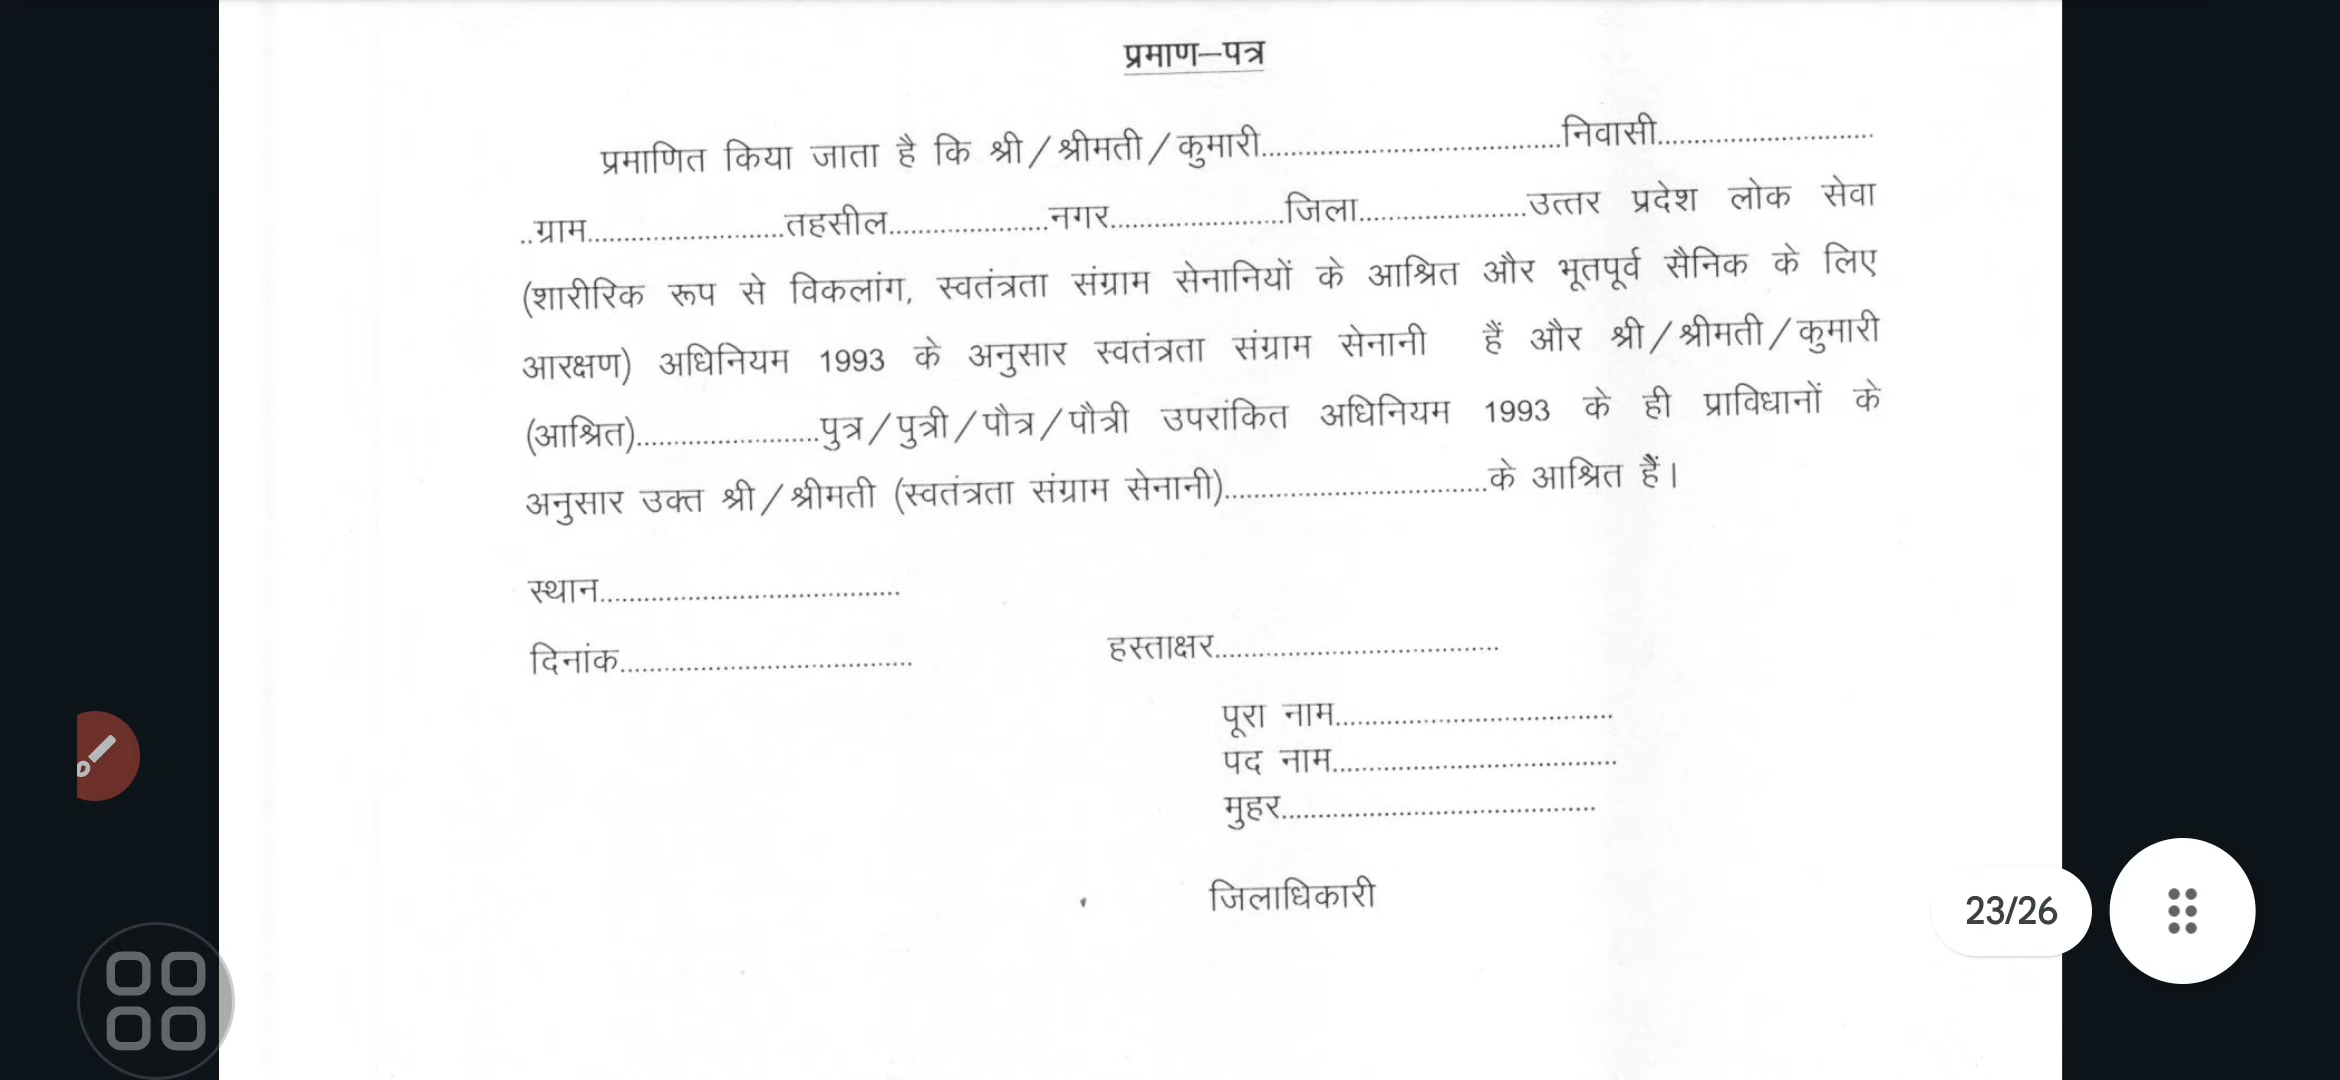 प्रमाण–पत्र
प्रमाणित किया जाता है कि श्री/श्रीमती/कुमारी........................................निवासी.............................
..ग्राम..........................तहसील.....................नगर.......................जिला......................उत्तर प्रदेश लोक सेवा
(शारीरिक रूप से विकलांग, स्वतंत्रता संग्राम सेनानियों के आश्रित और भूतपूर्व सैनिक के लिए
आरक्षण) अधिनियम 1993 के अनुसार स्वतंत्रता संग्राम सेनानी हैं और श्री/श्रीमती/कुमारी
(आश्रित)........................पुत्र/पुत्री/पौत्र/पौत्री उपरांकित अधिनियम 1993 के ही प्राविधानों के
अनुसार उक्त श्री/श्रीमती (स्वतंत्रता संग्राम सेनानी)...................................के आश्रित हैं।
स्थान........................................
दिनांक.......................................
हस्ताक्षर......................................
पूरा नाम.....................................
पद नाम......................................
मुहर..........................................
जिलाधिकारी
23/26